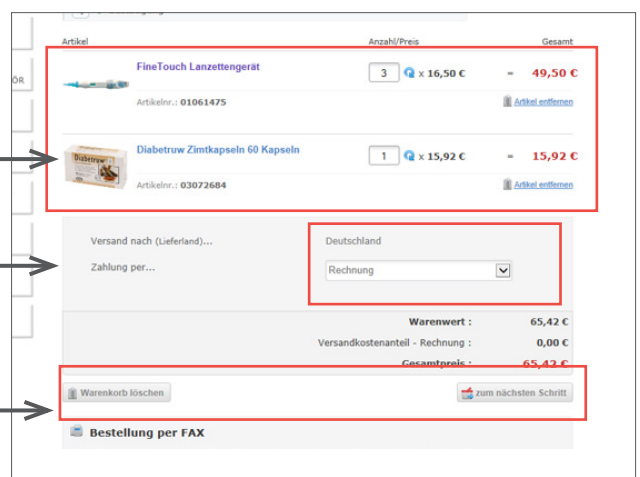 Artikel Anzahl/Preis Gesamt
FineTouch Lanzettengerät 3 x 16,50 € = 49,50 €
Artikelnr.: 01061475 Artikel entfernen
Diabetruw Zimtkapseln 60 Kapseln 1 x 15,92 € = 15,92 €
Diabetruw
Artikelnr.: 03072684 Artikel entfernen
Versand nach (Lieferland)... Deutschland
Zahlung per... Rechnung
Warenwert : 65,42 €
Versandkostenanteil - Rechnung : 0,00 €
Gesamtpreis : 65,42 €
Warenkorb löschen zum nächsten Schritt
Bestellung per FAX